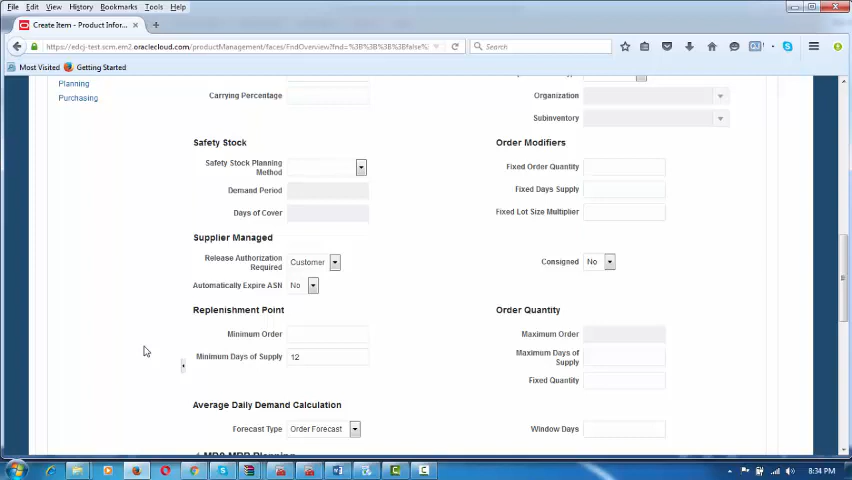 File Edit View History Bookmarks Tools Help
Create Item - Product Infor...
https://edcj-test.scm.em2.oraclecloud.com/productManagement/faces/FndOverview?fnd=%3B%3B%3B%3Bfalse%
Search
Most Visited Getting Started
Planning
Purchasing
Carrying Percentage
Organization
Subinventory
Safety Stock
Order Modifiers
Safety Stock Planning
Method
Fixed Order Quantity
Demand Period
Fixed Days Supply
Days of Cover
Fixed Lot Size Multiplier
Supplier Managed
Release Authorization
Required
Customer
Consigned No
Automatically Expire ASN No
Replenishment Point
Order Quantity
Minimum Order
Maximum Order
Minimum Days of Supply 12
Maximum Days of
Supply
Fixed Quantity
Average Daily Demand Calculation
Forecast Type Order Forecast
Window Days
8:34 PM